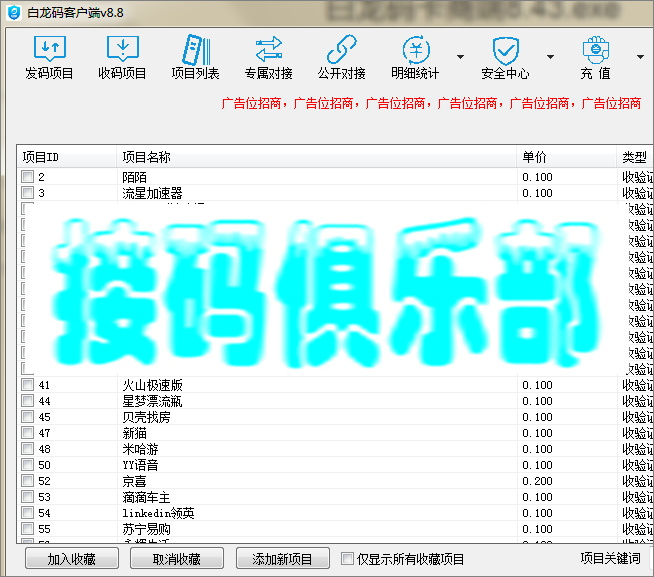 白龙码客户端v8.8
白龙码卡商端8.43.exe
发码项目 收码项目 项目列表 专属对接 公开对接 明细统计 安全中心 充 值
广告位招商，广告位招商，广告位招商，广告位招商，广告位招商，广告位招商
项目ID 项目名称 单价 类型
2 陌陌 0.100 收验证
3 流星加速器 0.100 收验证
接码俱乐部
41 火山极速版 0.100 收验证
44 星梦漂流瓶 0.100 收验证
45 贝壳找房 0.100 收验证
47 新猫 0.100 收验证
48 米哈游 0.100 收验证
50 YY语音 0.100 收验证
52 京喜 0.200 收验证
53 滴滴车主 0.100 收验证
54 linkedin领英 0.100 收验证
55 苏宁易购 0.100 收验证
加入收藏 取消收藏 添加新项目 仅显示所有收藏项目 项目关键词